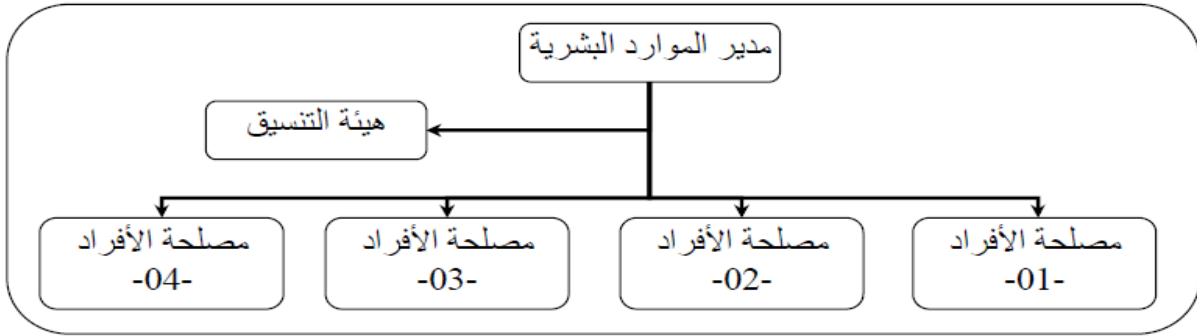 مدير الموارد البشرية
هيئة التنسيق
مصلحة الأفراد
-01-
مصلحة الأفراد
-02-
مصلحة الأفراد
-03-
مصلحة الأفراد
-04-